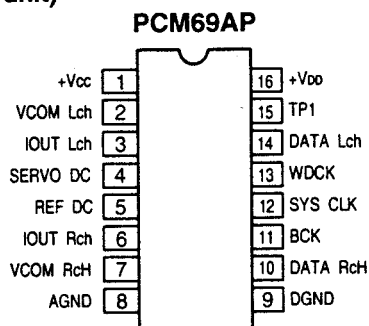 unit)
PCM69AP
+Vcc 1 16 +VDD
VCOM Lch 2 15 TP1
IOUT Lch 3 14 DATA Lch
SERVO DC 4 13 WDCK
REF DC 5 12 SYS CLK
IOUT Rch 6 11 BCK
VCOM RcH 7 10 DATA RcH
AGND 8 9 DGND